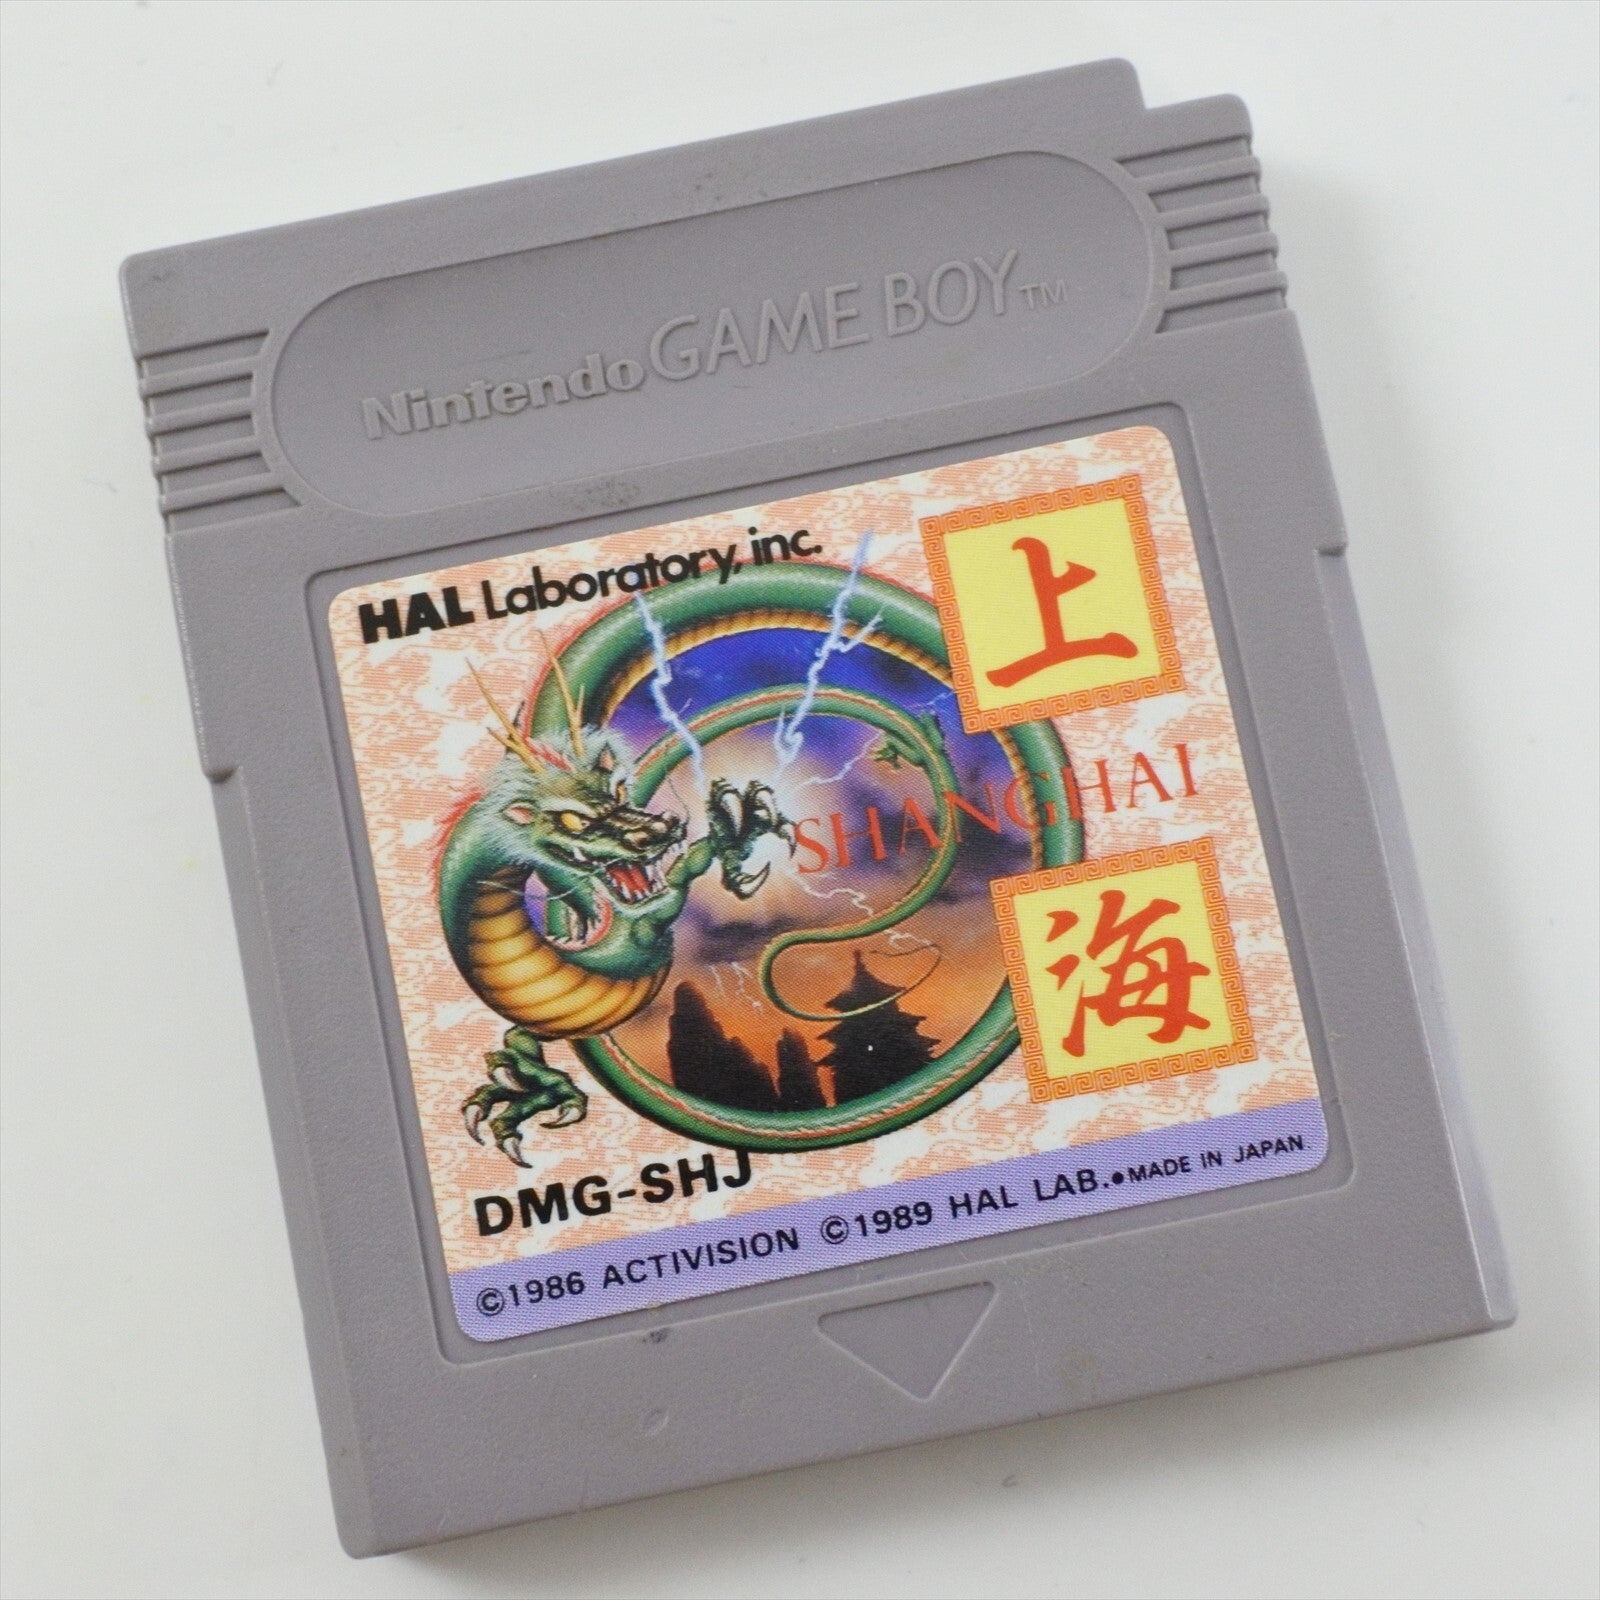 Nintendo GAME BOY™
HAL Laboratory, inc.
上
SHANGHAI
海
DMG-SHJ
©1986 ACTIVISION ©1989 HAL LAB.●MADE IN JAPAN.